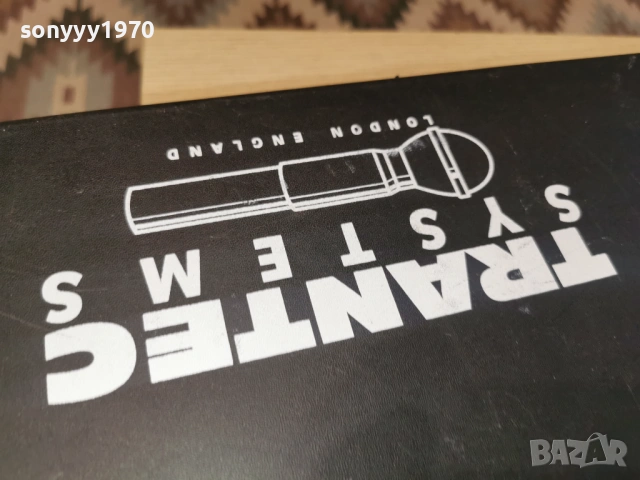 sonyyy1970
TRANTEC
SYSTEMS
LONDON ENGLAND
BAZAR